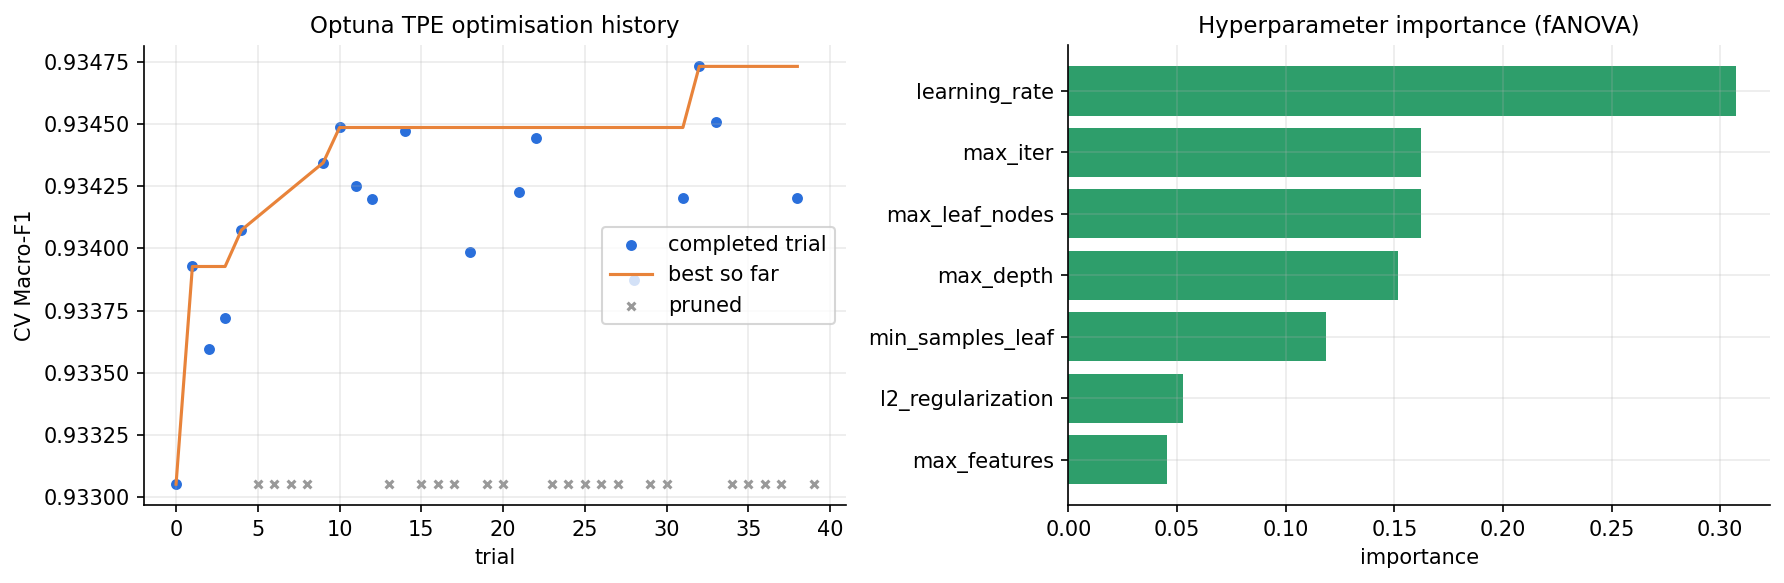 Optuna TPE optimisation history
CV Macro-F1
0.93475
0.93450
0.93425
0.93400
0.93375
0.93350
0.93325
0.93300
completed trial
best so far
pruned
0 5 10 15 20 25 30 35 40
trial
Hyperparameter importance (fANOVA)
learning_rate
max_iter
max_leaf_nodes
max_depth
min_samples_leaf
l2_regularization
max_features
0.00 0.05 0.10 0.15 0.20 0.25 0.30
importance